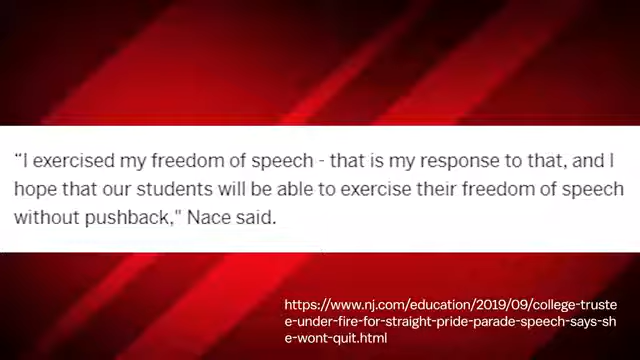 “I exercised my freedom of speech - that is my response to that, and I
hope that our students will be able to exercise their freedom of speech
without pushback," Nace said.
https://www.nj.com/education/2019/09/college-truste
e-under-fire-for-straight-pride-parade-speech-says-sh
e-wont-quit.html